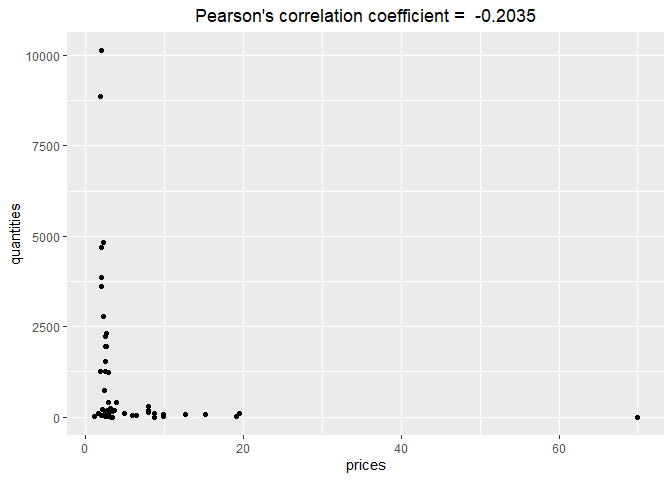 Pearson's correlation coefficient = -0.2035
10000
7500
5000
2500
0
quantities
0 20 40 60
prices